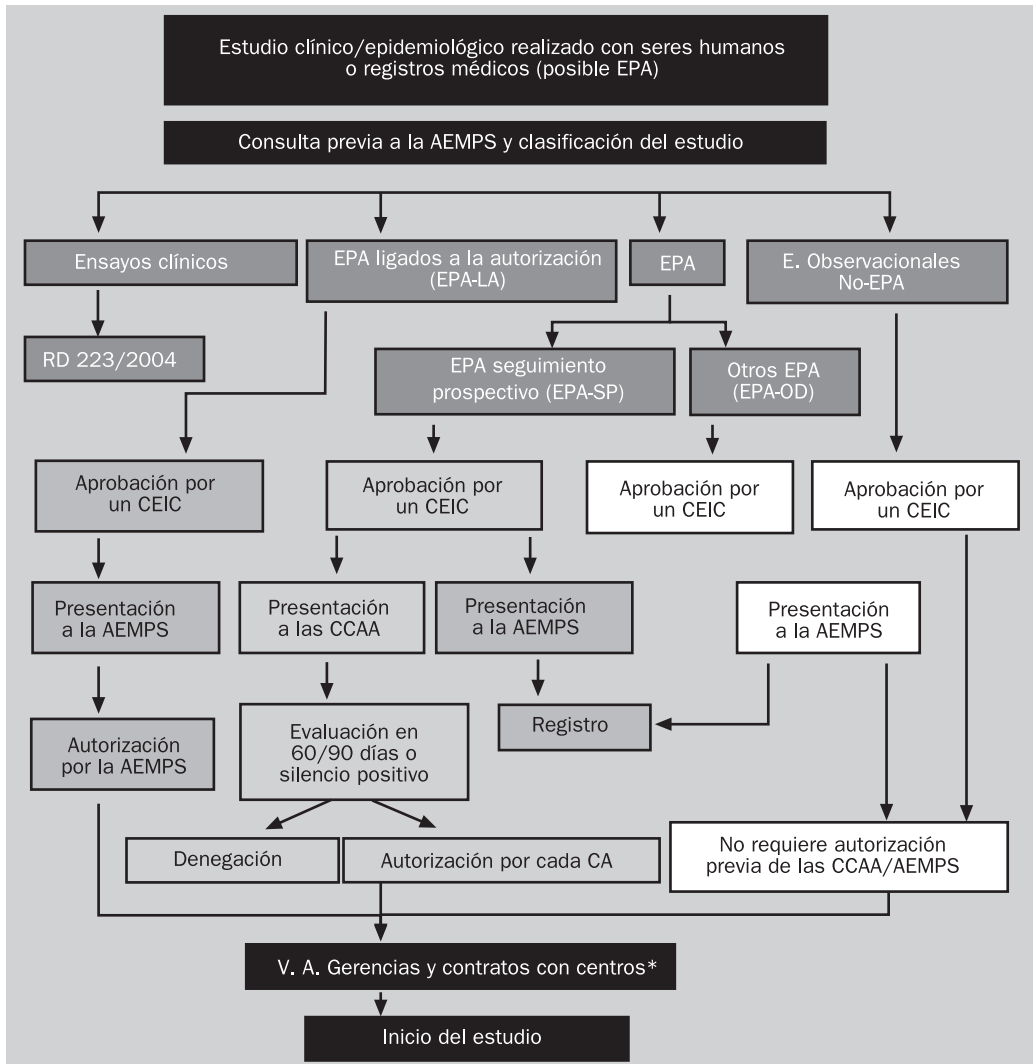 Estudio clínico/epidemiológico realizado con seres humanos
o registros médicos (posible EPA)
Consulta previa a la AEMPS y clasificación del estudio
Ensayos clínicos
EPA ligados a la autorización
(EPA-LA)
EPA
E. Observacionales
No-EPA
RD 223/2004
EPA seguimiento
prospectivo (EPA-SP)
Otros EPA
(EPA-OD)
Aprobación por
un CEIC
Aprobación por
un CEIC
Aprobación por
un CEIC
Aprobación por
un CEIC
Presentación
a la AEMPS
Presentación
a las CCAA
Presentación
a la AEMPS
Presentación
a la AEMPS
Autorización
por la AEMPS
Evaluación en
60/90 días o
silencio positivo
Registro
Denegación
Autorización por cada CA
No requiere autorización
previa de las CCAA/AEMPS
V. A. Gerencias y contratos con centros*
Inicio del estudio